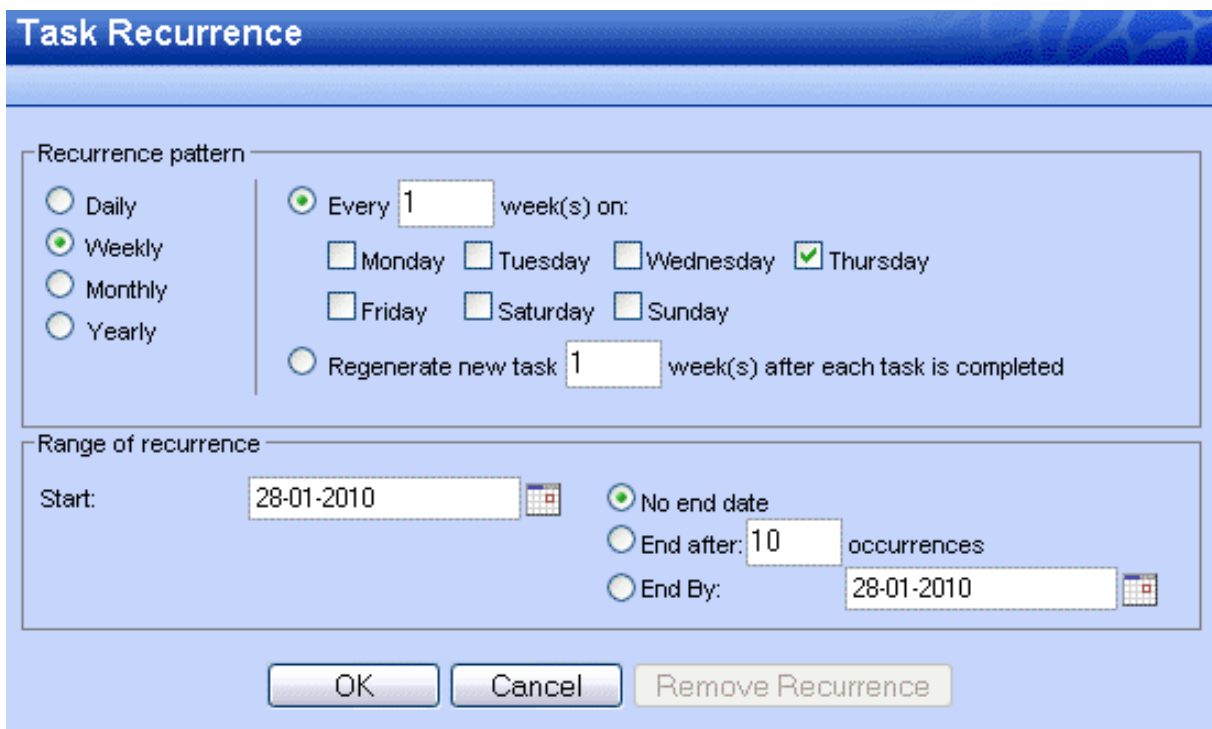 Task Recurrence
Recurrence pattern
Daily
Weekly
Monthly
Yearly
Every 1 week(s) on:
Monday Tuesday Wednesday Thursday
Friday Saturday Sunday
Regenerate new task 1 week(s) after each task is completed
Range of recurrence
Start: 28-01-2010
No end date
End after: 10 occurrences
End By: 28-01-2010
OK Cancel Remove Recurrence